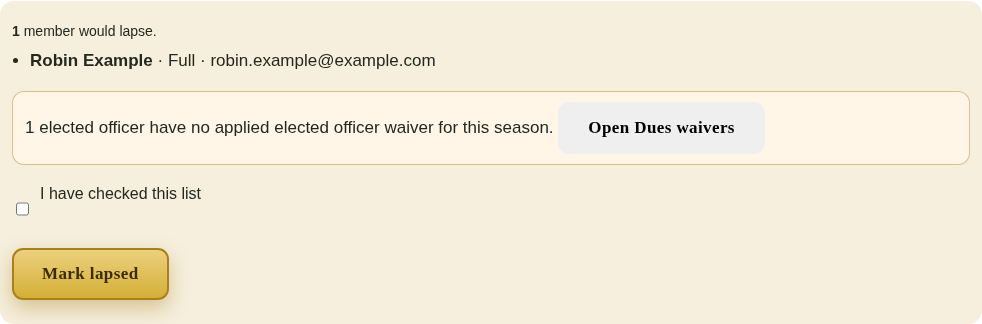 1 member would lapse.
• Robin Example · Full · robin.example@example.com
1 elected officer have no applied elected officer waiver for this season. Open Dues waivers
I have checked this list
Mark lapsed